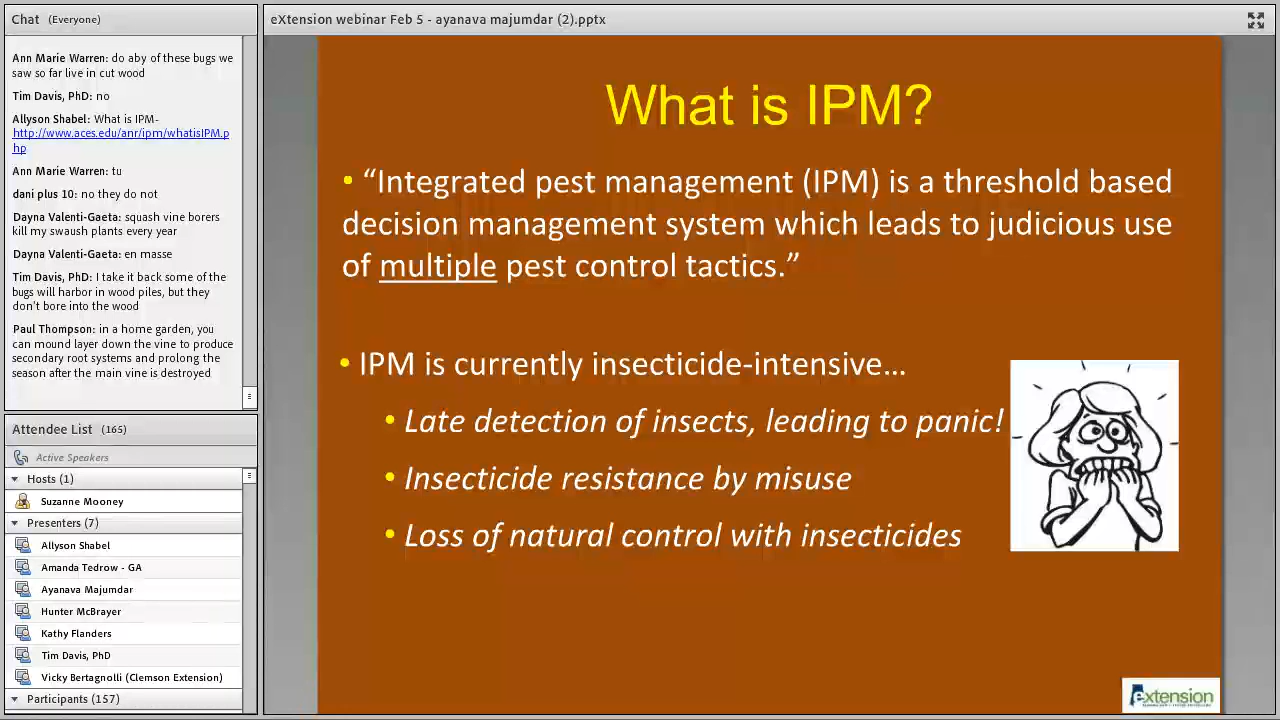 Chat (Everyone)
Ann Marie Warren: do aby of these bugs we
saw so far live in cut wood
Tim Davis, PhD: no
Allyson Shabel: What is IPM-
http://www.aces.edu/anr/ipm/whatisIPM.p
hp
Ann Marie Warren: tu
dani plus 10: no they do not
Dayna Valenti-Gaeta: squash vine borers
kill my swaush plants every year
Dayna Valenti-Gaeta: en masse
Tim Davis, PhD: I take it back some of the
bugs will harbor in wood piles, but they
don't bore into the wood
Paul Thompson: in a home garden, you
can mound layer down the vine to produce
secondary root systems and prolong the
season after the main vine is destroyed
Attendee List (165)
Active Speakers
Hosts (1)
Suzanne Mooney
Presenters (7)
Allyson Shabel
Amanda Tedrow - GA
Ayanava Majumdar
Hunter McBrayer
Kathy Flanders
Tim Davis, PhD
Vicky Bertagnolli (Clemson Extension)
Participants (157)
eXtension webinar Feb 5 - ayanava majumdar (2).pptx
What is IPM?
• “Integrated pest management (IPM) is a threshold based
decision management system which leads to judicious use
of multiple pest control tactics.”
• IPM is currently insecticide-intensive…
• Late detection of insects, leading to panic!
• Insecticide resistance by misuse
• Loss of natural control with insecticides
extension